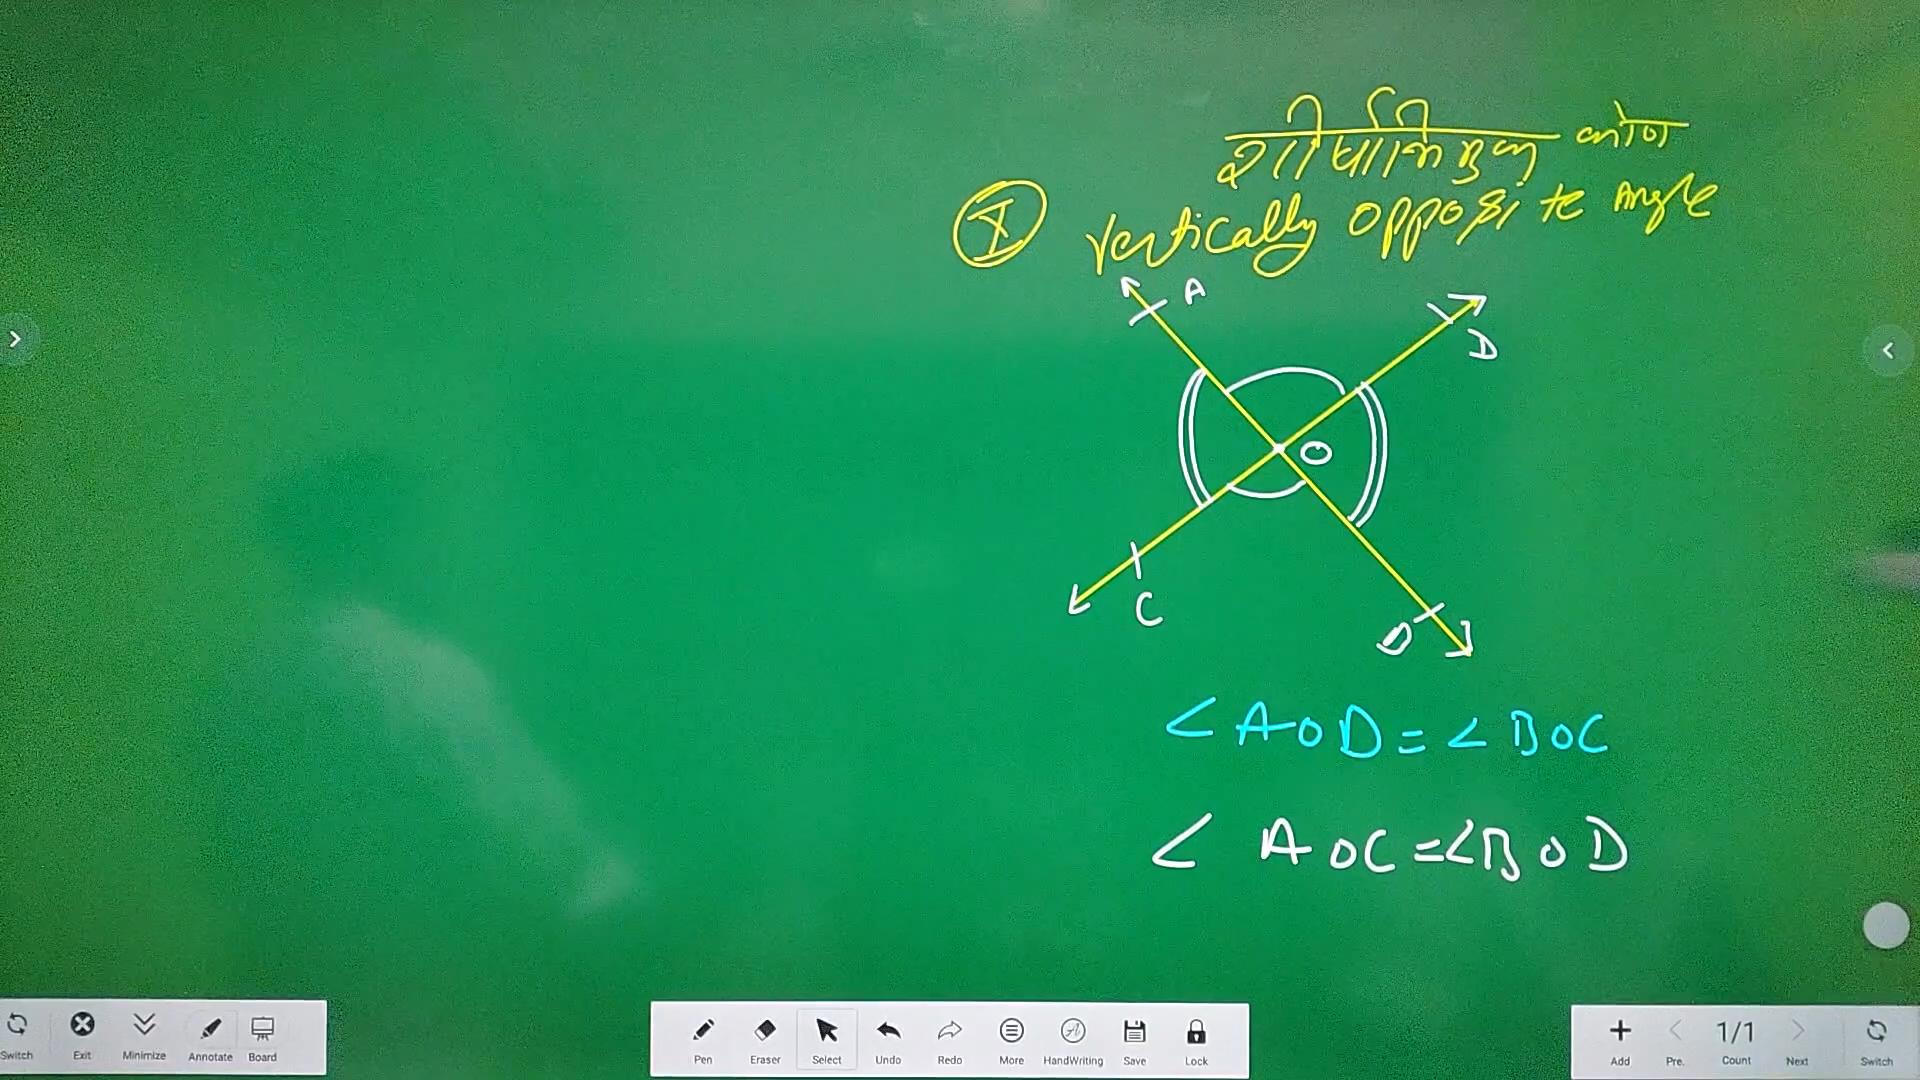 शीर्षाभिमुख कोण
I Vertically opposite Angle
A
D
O
C
D
< AOD = < BOC
< AOC = < BOD
Switch Exit Minimize Annotate Board
Pen Eraser Select Undo Redo More HandWriting Save Lock
1/1
Add Pre. Count Next Switch